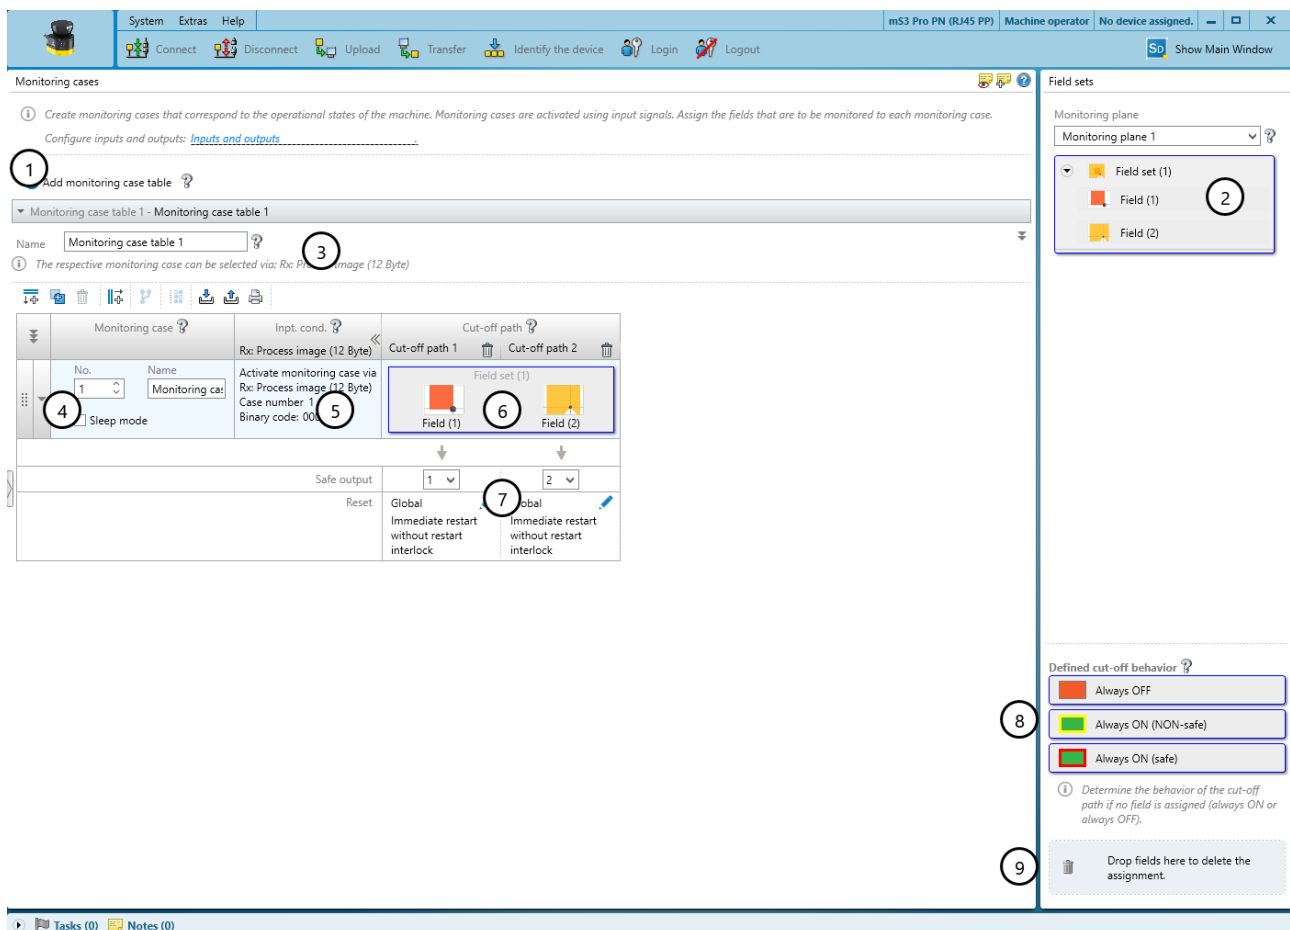 System Extras Help
mS3 Pro PN (RJ45 PP) Machine operator No device assigned.
Connect Disconnect Upload Transfer Identify the device Login Logout
SD Show Main Window
Monitoring cases
Create monitoring cases that correspond to the operational states of the machine. Monitoring cases are activated using input signals. Assign the fields that are to be monitored to each monitoring case.
Configure inputs and outputs: Inputs and outputs
1
Add monitoring case table
Monitoring case table 1 - Monitoring case table 1
Name Monitoring case table 1
3
The respective monitoring case can be selected via: Rx: image (12 Byte)
Monitoring case Inpt. cond. Cut-off path
Rx: Process image (12 Byte) Cut-off path 1 Cut-off path 2
No. Name
1 Monitoring
4
Sleep mode
Activate monitoring case via
Rx: Process image (12 Byte)
Case number 1
Binary code:
5
Field set (1)
6
Field (1) Field (2)
Safe output 1 2
7
Reset Global
Immediate restart without restart interlock
Immediate restart without restart interlock
Field sets
Monitoring plane
Monitoring plane 1
Field set (1)
Field (1)
2
Field (2)
Defined cut-off behavior
Always OFF
8
Always ON (NON-safe)
Always ON (safe)
Determine the behavior of the cut-off
path if no field is assigned (always ON or
always OFF).
9
Drop fields here to delete the
assignment.
Tasks (0) Notes (0)